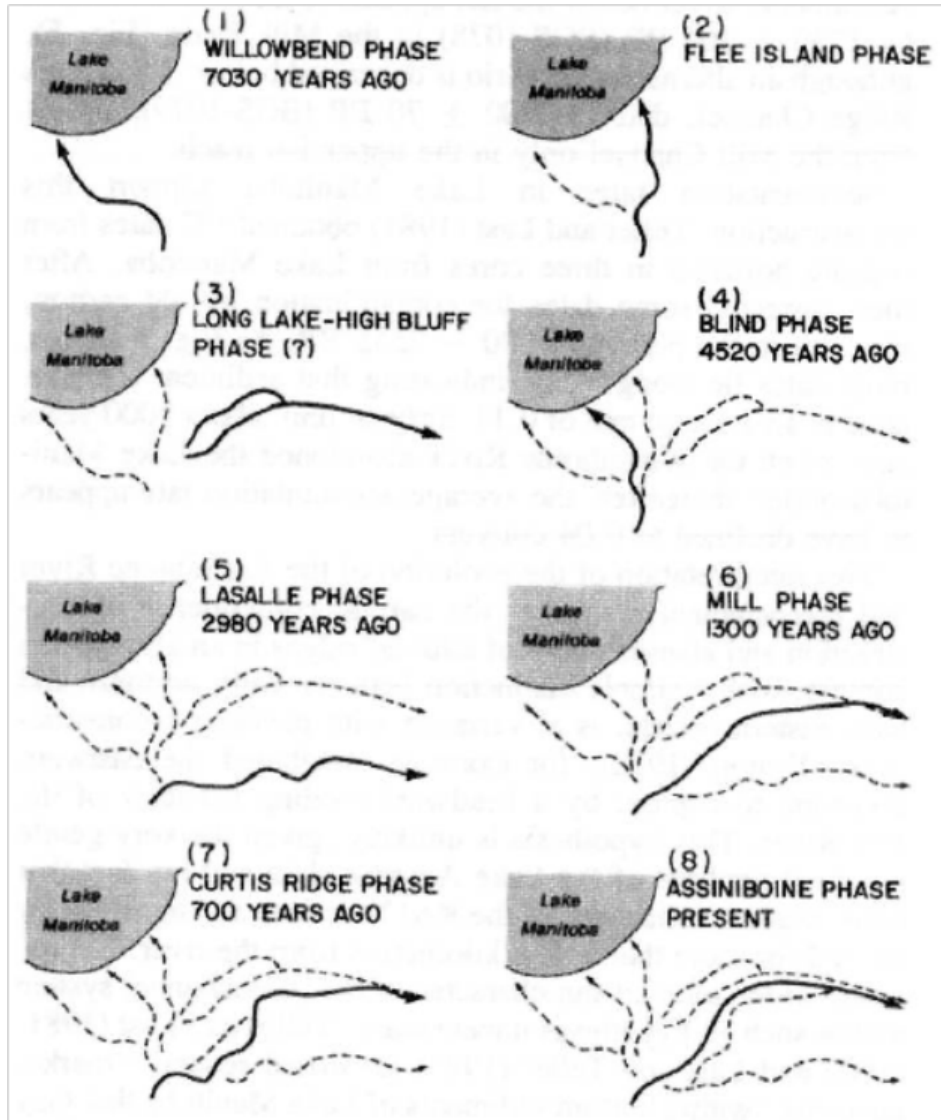 (1)
WILLOWBEND PHASE
7030 YEARS AGO
Lake
Manitoba
(2)
FLEE ISLAND PHASE
Lake
Manitoba
(3)
LONG LAKE-HIGH BLUFF
PHASE (?)
Lake
Manitoba
(4)
BLIND PHASE
4520 YEARS AGO
Lake
Manitoba
(5)
LASALLE PHASE
2980 YEARS AGO
Lake
Manitoba
(6)
MILL PHASE
1300 YEARS AGO
Lake
Manitoba
(7)
CURTIS RIDGE PHASE
700 YEARS AGO
Lake
Manitoba
(8)
ASSINIBOINE PHASE
PRESENT
Lake
Manitoba